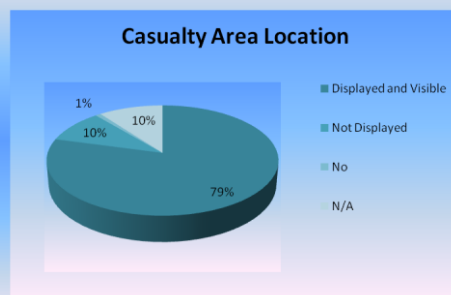 Casualty Area Location
1%
10%
10%
79%
Displayed and Visible
Not Displayed
No
N/A